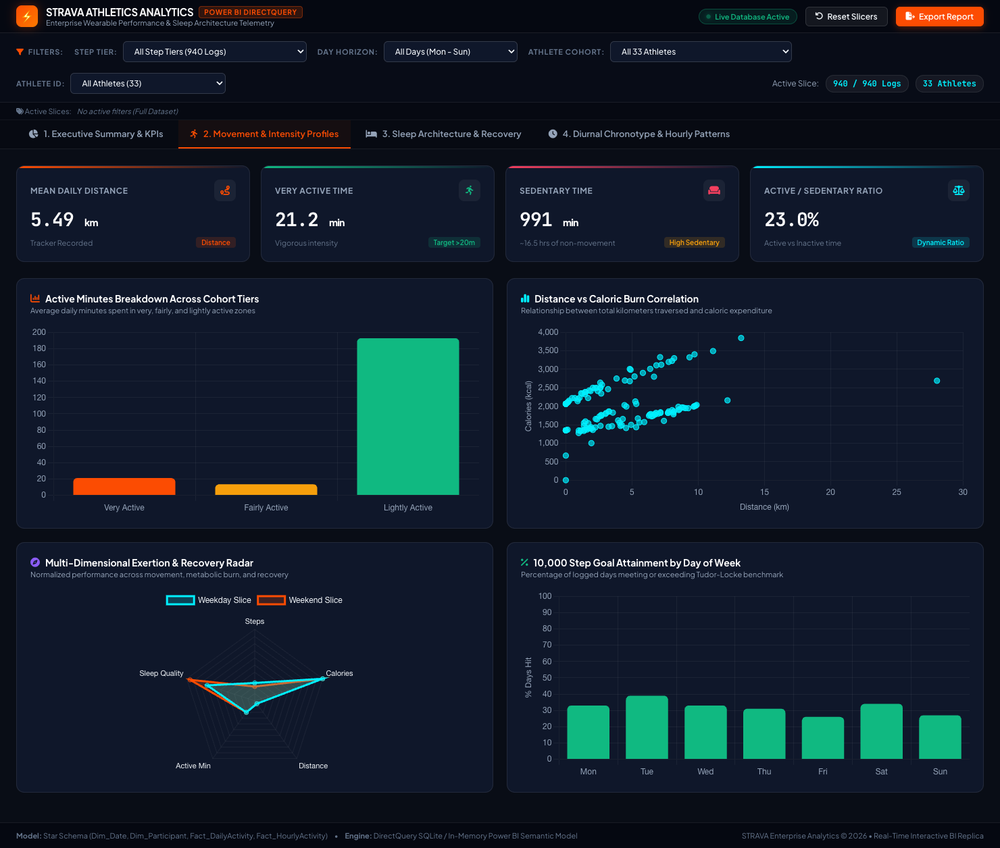 STRAVA ATHLETICS ANALYTICS POWER BI DIRECTQUERY
Enterprise Wearable Performance & Sleep Architecture Telemetry
Live Database Active Reset Slicers Export Report
FILTERS: STEP TIER: All Step Tiers (940 Logs) DAY HORIZON: All Days (Mon - Sun) ATHLETE COHORT: All 33 Athletes
ATHLETE ID: All Athletes (33) Active Slice: 940 / 940 Logs 33 Athletes
Active Slices: No active filters (Full Dataset)
1. Executive Summary & KPIs 2. Movement & Intensity Profiles 3. Sleep Architecture & Recovery 4. Diurnal Chronotype & Hourly Patterns
MEAN DAILY DISTANCE
5.49 km
Tracker Recorded Distance
VERY ACTIVE TIME
21.2 min
Vigorous intensity Target >20m
SEDENTARY TIME
991 min
~16.5 hrs of non-movement High Sedentary
ACTIVE / SEDENTARY RATIO
23.0%
Active vs Inactive time Dynamic Ratio
Active Minutes Breakdown Across Cohort Tiers
Average daily minutes spent in very, fairly, and lightly active zones
200
180
160
140
120
100
80
60
40
20
0
Very Active Fairly Active Lightly Active
Distance vs Caloric Burn Correlation
Relationship between total kilometers traversed and caloric expenditure
Calories (kcal)
4,000
3,500
3,000
2,500
2,000
1,500
1,000
500
0
0 5 10 15 20 25 30
Distance (km)
Multi-Dimensional Exertion & Recovery Radar
Normalized performance across movement, metabolic burn, and recovery
Weekday Slice Weekend Slice
Steps
Sleep Quality Calories
Active Min Distance
10,000 Step Goal Attainment by Day of Week
Percentage of logged days meeting or exceeding Tudor-Locke benchmark
% Days Hit
100
90
80
70
60
50
40
30
20
10
0
Mon Tue Wed Thu Fri Sat Sun
Model: Star Schema (Dim_Date, Dim_Participant, Fact_DailyActivity, Fact_HourlyActivity) • Engine: DirectQuery SQLite / In-Memory Power BI Semantic Model STRAVA Enterprise Analytics © 2026 • Real-Time Interactive BI Replica